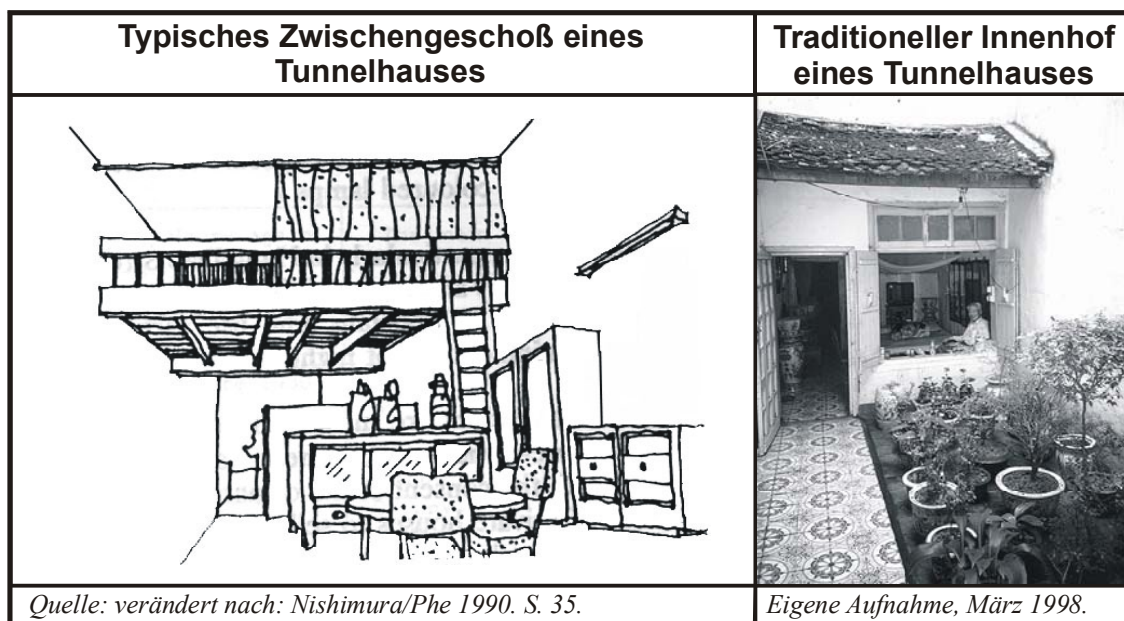 Typisches Zwischengeschoß eines
Tunnelhauses
Traditioneller Innenhof
eines Tunnelhauses
Quelle: verändert nach: Nishimura/Phe 1990. S. 35.
Eigene Aufnahme, März 1998.